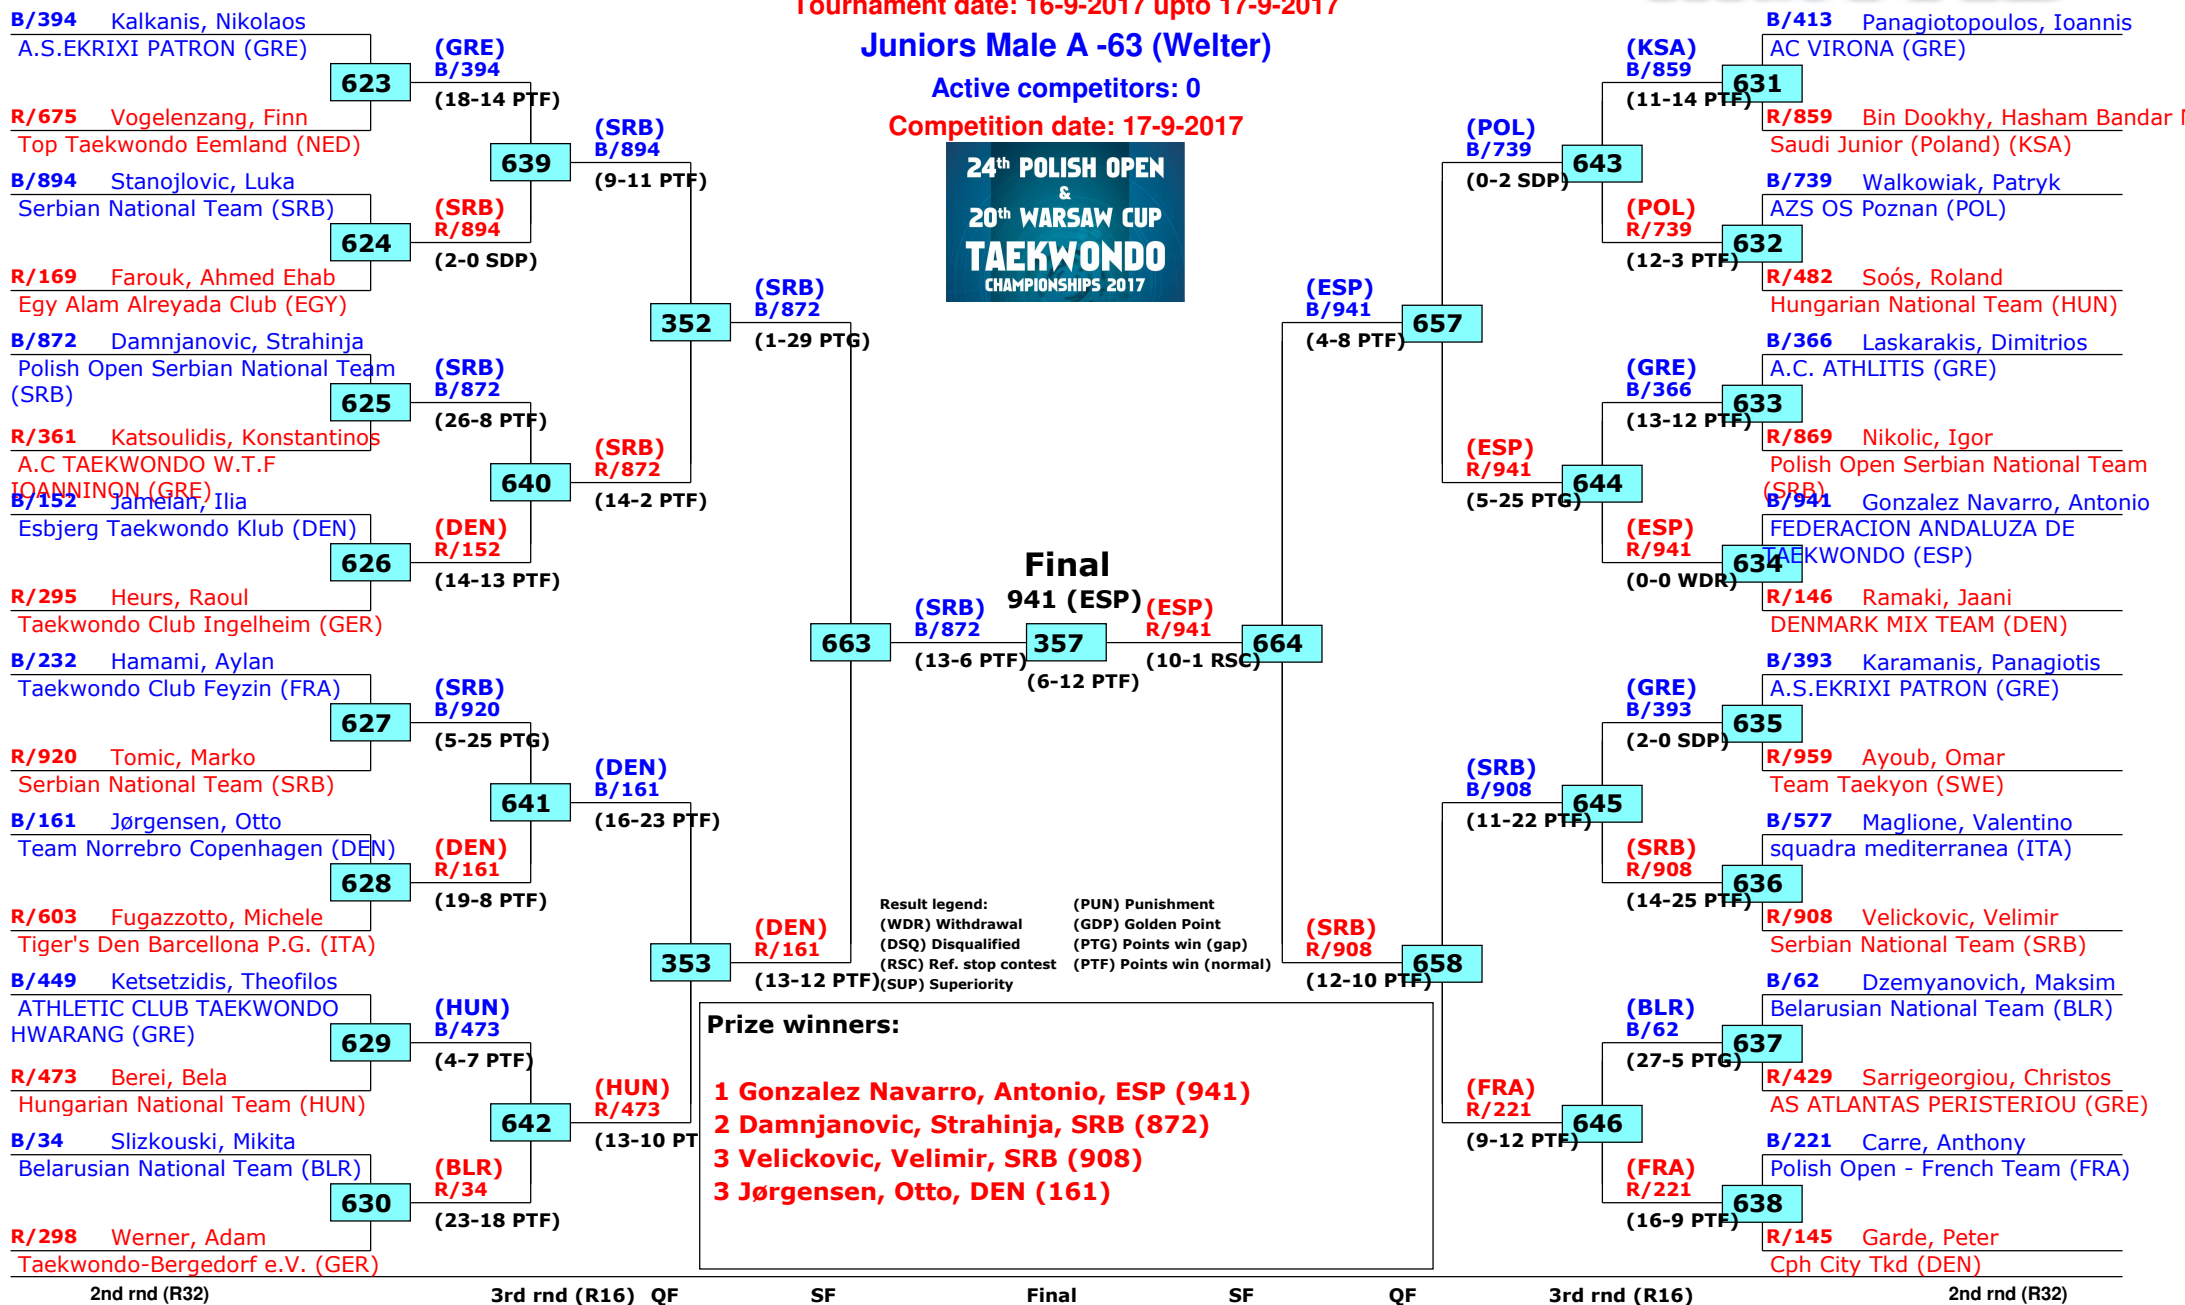 Tournament date: 16-9-2017 upto 17-9-2017
Juniors Male A -63 (Welter)
Active competitors: 0
Competition date: 17-9-2017
24th POLISH OPEN
&
20th WARSAW CUP
TAEKWONDO
CHAMPIONSHIPS 2017
B/394 Kalkanis, Nikolaos
A.S.EKRIXI PATRON (GRE)
623
R/675 Vogelenzang, Finn
Top Taekwondo Eemland (NED)
B/894 Stanojlovic, Luka
Serbian National Team (SRB)
624
R/169 Farouk, Ahmed Ehab
Egy Alam Alreyada Club (EGY)
B/872 Damnjanovic, Strahinja
Polish Open Serbian National Team
(SRB)
625
R/361 Katsoulidis, Konstantinos
A.C TAEKWONDO W.T.F
IOANNINON (GRE)
B/152 Jameian, Ilia
Esbjerg Taekwondo Klub (DEN)
626
R/295 Heurs, Raoul
Taekwondo Club Ingelheim (GER)
B/232 Hamami, Aylan
Taekwondo Club Feyzin (FRA)
627
R/920 Tomic, Marko
Serbian National Team (SRB)
B/161 Jørgensen, Otto
Team Norrebro Copenhagen (DEN)
628
R/603 Fugazzotto, Michele
Tiger's Den Barcellona P.G. (ITA)
B/449 Ketsetzidis, Theofilos
ATHLETIC CLUB TAEKWONDO
HWARANG (GRE)
629
R/473 Berei, Bela
Hungarian National Team (HUN)
B/34 Slizkouski, Mikita
Belarusian National Team (BLR)
630
R/298 Werner, Adam
Taekwondo-Bergedorf e.V. (GER)
(GRE)
B/394
(18-14 PTF)
639
(SRB)
R/894
(2-0 SDP)
(SRB)
B/872
(26-8 PTF)
640
(DEN)
R/152
(14-13 PTF)
(SRB)
B/920
(5-25 PTG)
641
(DEN)
R/161
(19-8 PTF)
(HUN)
B/473
(4-7 PTF)
642
(BLR)
R/34
(23-18 PTF)
(SRB)
B/894
(9-11 PTF)
352
(SRB)
R/872
(14-2 PTF)
(DEN)
B/161
(16-23 PTF)
353
(HUN)
R/473
(13-10 PT
(SRB)
B/872
(1-29 PTG)
663
(DEN)
R/161
(13-12 PTF)
(SRB)
B/872
(13-6 PTF)
Final
941 (ESP)
357
(6-12 PTF)
(ESP)
R/941
(10-1 RSC)
664
(ESP)
B/941
(4-8 PTF)
657
(SRB)
R/908
(12-10 PTF)
658
(POL)
B/739
(0-2 SDP)
643
(ESP)
R/941
(5-25 PTG)
644
(SRB)
B/908
(11-22 PTF)
645
(FRA)
R/221
(9-12 PTF)
646
(KSA)
B/859
(11-14 PTF)
631
(POL)
R/739
(12-3 PTF)
632
(GRE)
B/366
(13-12 PTF)
633
(ESP)
R/941
(0-0 WDR)
634
(GRE)
B/393
(2-0 SDP)
635
(SRB)
R/908
(14-25 PTF)
636
(BLR)
B/62
(27-5 PTG)
637
(FRA)
R/221
(16-9 PTF)
638
B/413 Panagiotopoulos, Ioannis
AC VIRONA (GRE)
R/859 Bin Dookhy, Hasham Bandar
Saudi Junior (Poland) (KSA)
B/739 Walkowiak, Patryk
AZS OS Poznan (POL)
R/482 Soós, Roland
Hungarian National Team (HUN)
B/366 Laskarakis, Dimitrios
A.C. ATHLITIS (GRE)
R/869 Nikolic, Igor
Polish Open Serbian National Team
(SRB)
B/941 Gonzalez Navarro, Antonio
FEDERACION ANDALUZA DE
TAEKWONDO (ESP)
R/146 Ramaki, Jaani
DENMARK MIX TEAM (DEN)
B/393 Karamanis, Panagiotis
A.S.EKRIXI PATRON (GRE)
R/959 Ayoub, Omar
Team Taekyon (SWE)
B/577 Maglione, Valentino
squadra mediterranea (ITA)
R/908 Velickovic, Velimir
Serbian National Team (SRB)
B/62 Dzemyanovich, Maksim
Belarusian National Team (BLR)
R/429 Sarrigeorgiou, Christos
AS ATLANTAS PERISTERIOU (GRE)
B/221 Carre, Anthony
Polish Open - French Team (FRA)
R/145 Garde, Peter
Cph City Tkd (DEN)
Result legend: (PUN) Punishment
(WDR) Withdrawal (GDP) Golden Point
(DSQ) Disqualified (PTG) Points win (gap)
(RSC) Ref. stop contest (PTF) Points win (normal)
(SUP) Superiority
Prize winners:
1 Gonzalez Navarro, Antonio, ESP (941)
2 Damnjanovic, Strahinja, SRB (872)
3 Velickovic, Velimir, SRB (908)
3 Jørgensen, Otto, DEN (161)
2nd rnd (R32) 3rd rnd (R16) QF SF Final SF QF 3rd rnd (R16) 2nd rnd (R32)